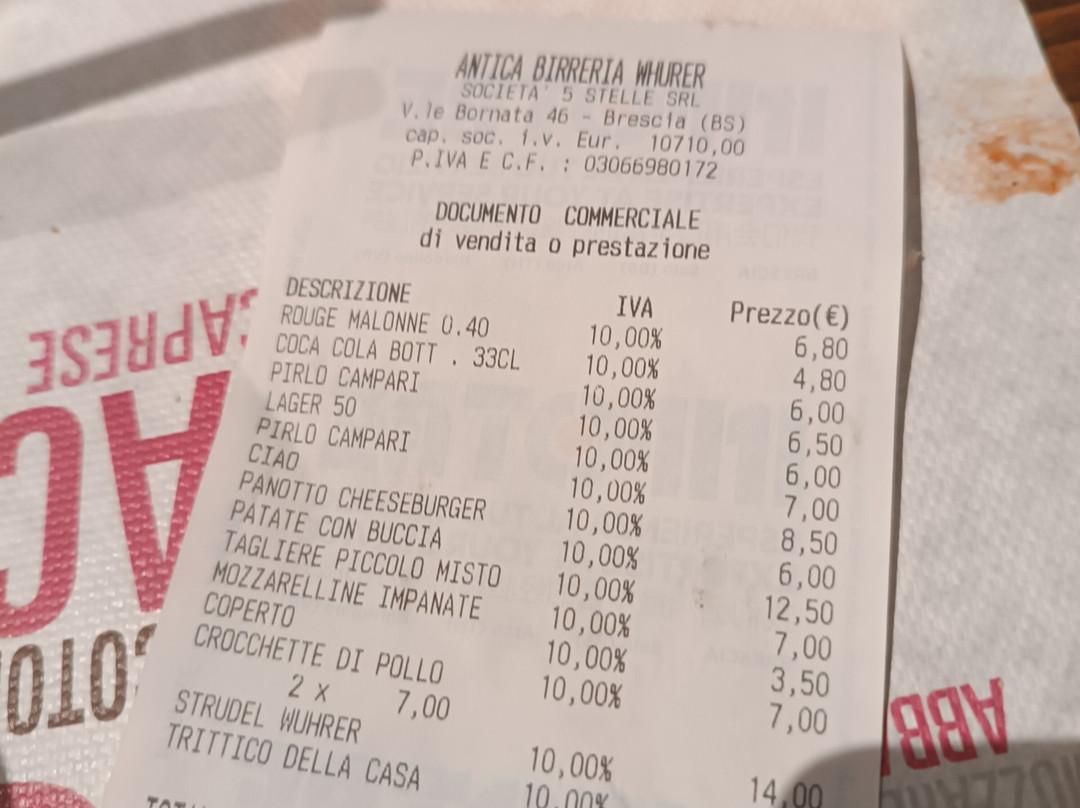 ANTICA BIRRERIA WHURER
SOCIETA' 5 STELLE SRL
V.le Bornata 46 - Brescia (BS)
cap. soc. i.v. Eur. 10710,00
P.IVA E C.F. : 03066980172
DOCUMENTO COMMERCIALE
di vendita o prestazione
DESCRIZIONE IVA Prezzo(€)
ROUGE MALONNE 0.40 10,00% 6,80
COCA COLA BOTT . 33CL 10,00% 4,80
PIRLO CAMPARI 10,00% 6,00
LAGER 50 10,00% 6,50
PIRLO CAMPARI 10,00% 6,00
CIAO 10,00% 7,00
PANOTTO CHEESEBURGER 10,00% 8,50
PATATE CON BUCCIA 10,00% 6,00
TAGLIERE PICCOLO MISTO 10,00% 12,50
MOZZARELLINE IMPANATE 10,00% 7,00
COPERTO 10,00% 3,50
CROCCHETTE DI POLLO 10,00% 7,00
2 x 7,00
STRUDEL WUHRER 10,00% 14,00
TRITTICO DELLA CASA 10,00%
CAPRESE
AC
ABB